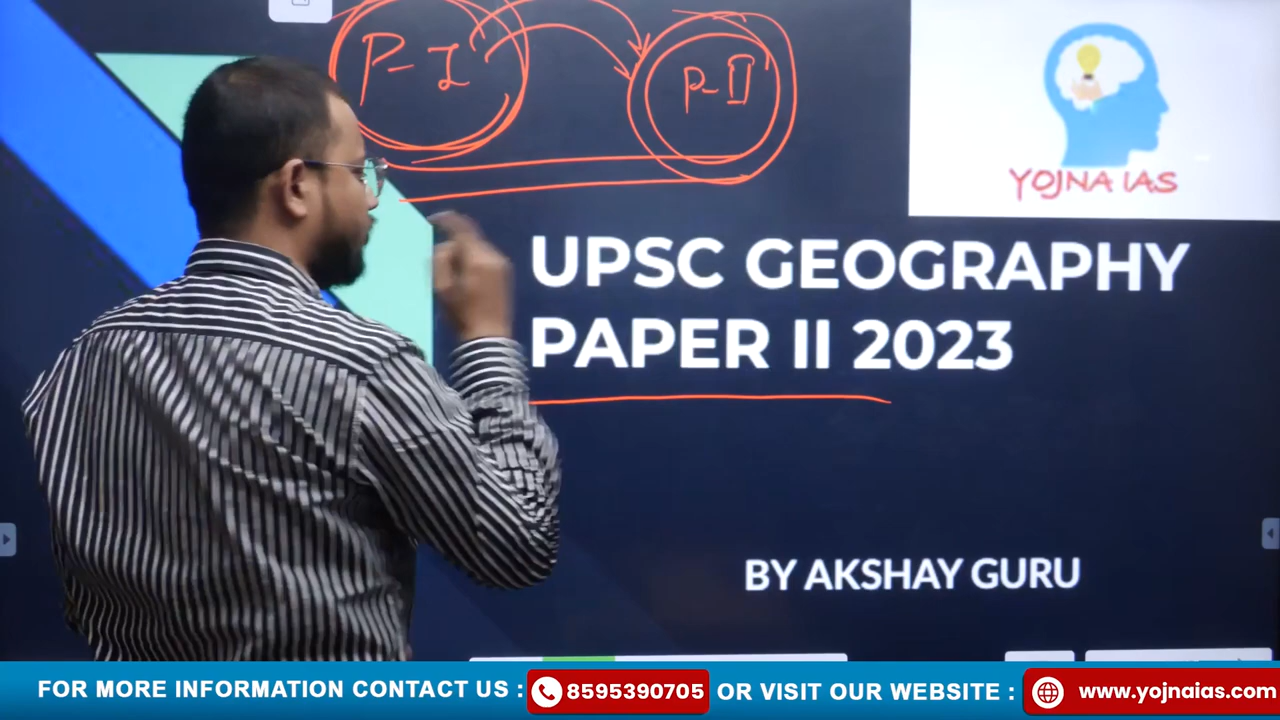 P-I
P-II
YOJNA IAS
UPSC GEOGRAPHY
PAPER II 2023
BY AKSHAY GURU
FOR MORE INFORMATION CONTACT US : 8595390705 OR VISIT OUR WEBSITE : www.yojnaias.com